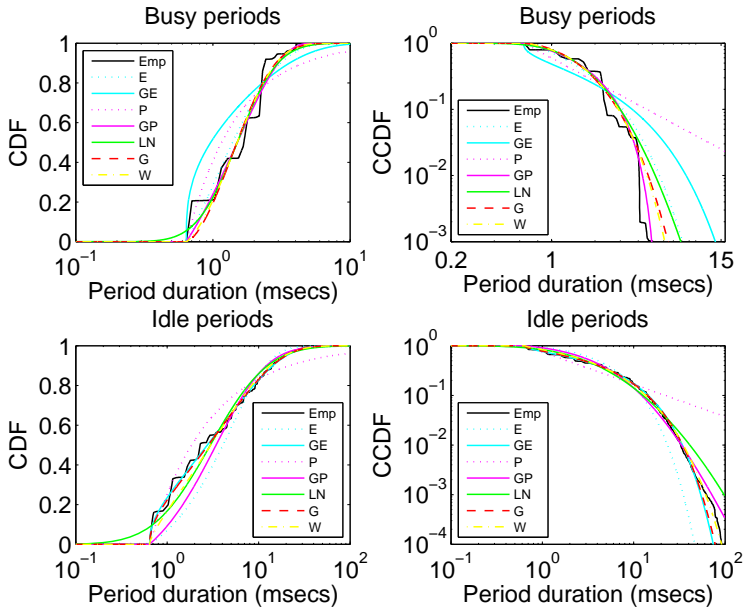 Busy periods
CDF
1
0.8
0.6
0.4
0.2
0
Emp
E
GE
P
GP
LN
G
W
10^-1
10^0
10^1
Period duration (msecs)
Busy periods
CCDF
10^0
10^-1
10^-2
10^-3
Emp
E
GE
P
GP
LN
G
W
0.2
1
15
Period duration (msecs)
Idle periods
CDF
1
0.8
0.6
0.4
0.2
0
Emp
E
GE
P
GP
LN
G
W
10^-1
10^0
10^1
10^2
Period duration (msecs)
Idle periods
CCDF
10^0
10^-1
10^-2
10^-3
10^-4
Emp
E
GE
P
GP
LN
G
W
10^-1
10^0
10^1
10^2
Period duration (msecs)